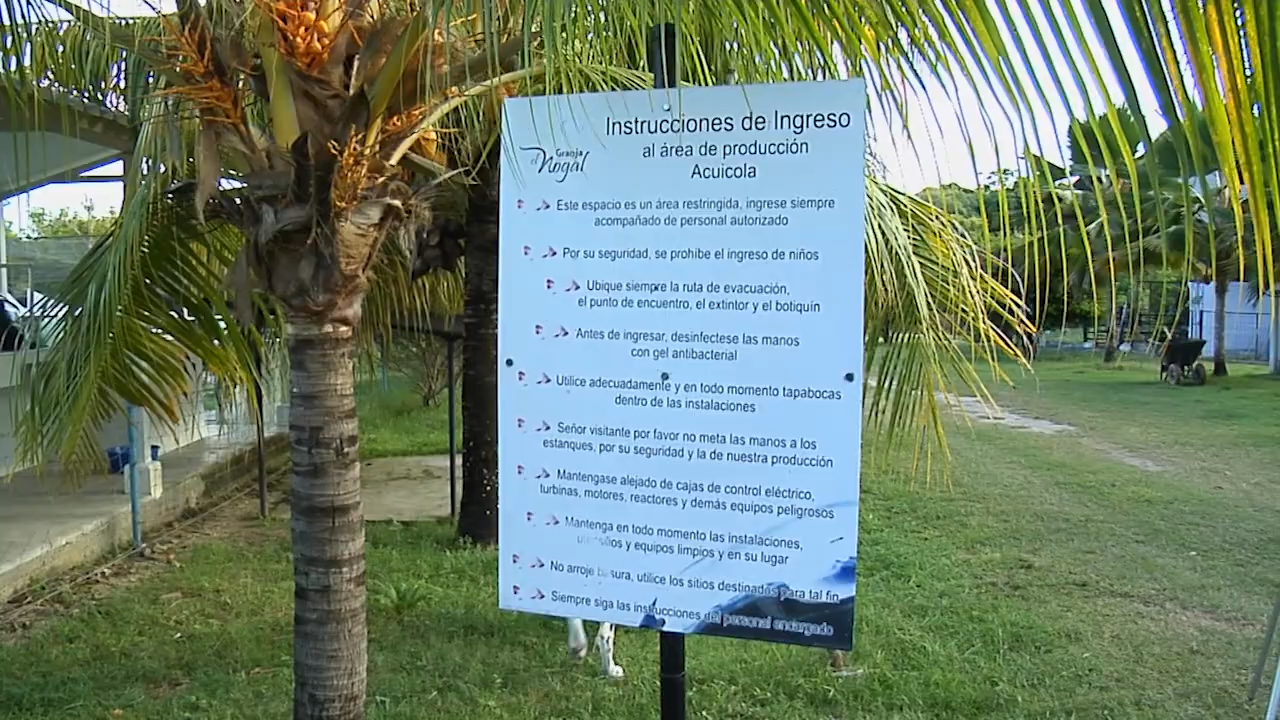 Instrucciones de Ingreso
al área de producción
Acuicola
Granja
el Nogal
Este espacio es un área restringida, ingrese siempre
acompañado de personal autorizado
Por su seguridad, se prohibe el ingreso de niños
Ubique siempre la ruta de evacuación,
el punto de encuentro, el extintor y el botiquín
Antes de ingresar, desinfectese las manos
con gel antibacterial
Utilice adecuadamente y en todo momento tapabocas
dentro de las instalaciones
Señor visitante por favor no meta las manos a los
estanques, por su seguridad y la de nuestra producción
Mantengase alejado de cajas de control eléctrico,
turbinas, motores, reactores y demás equipos peligrosos
Mantenga en todo momento las instalaciones,
utensilios y equipos limpios y en su lugar
No arroje basura, utilice los sitios destinados para tal fin,
Siempre siga las instrucciones del personal encargado